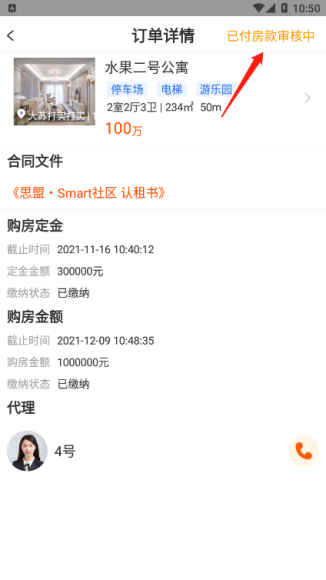 10:50
订单详情 已付房款审核中
水果二号公寓
停车场 电梯 游乐园
2室2厅3卫 | 234㎡ 50m
大苏打实打实 | 1
100万
合同文件
《思盟·Smart社区 认租书》
购房定金
截止时间 2021-11-16 10:40:12
定金金额 300000元
缴纳状态 已缴纳
购房金额
截止时间 2021-12-09 10:48:35
购房金额 1000000元
缴纳状态 已缴纳
代理
4号